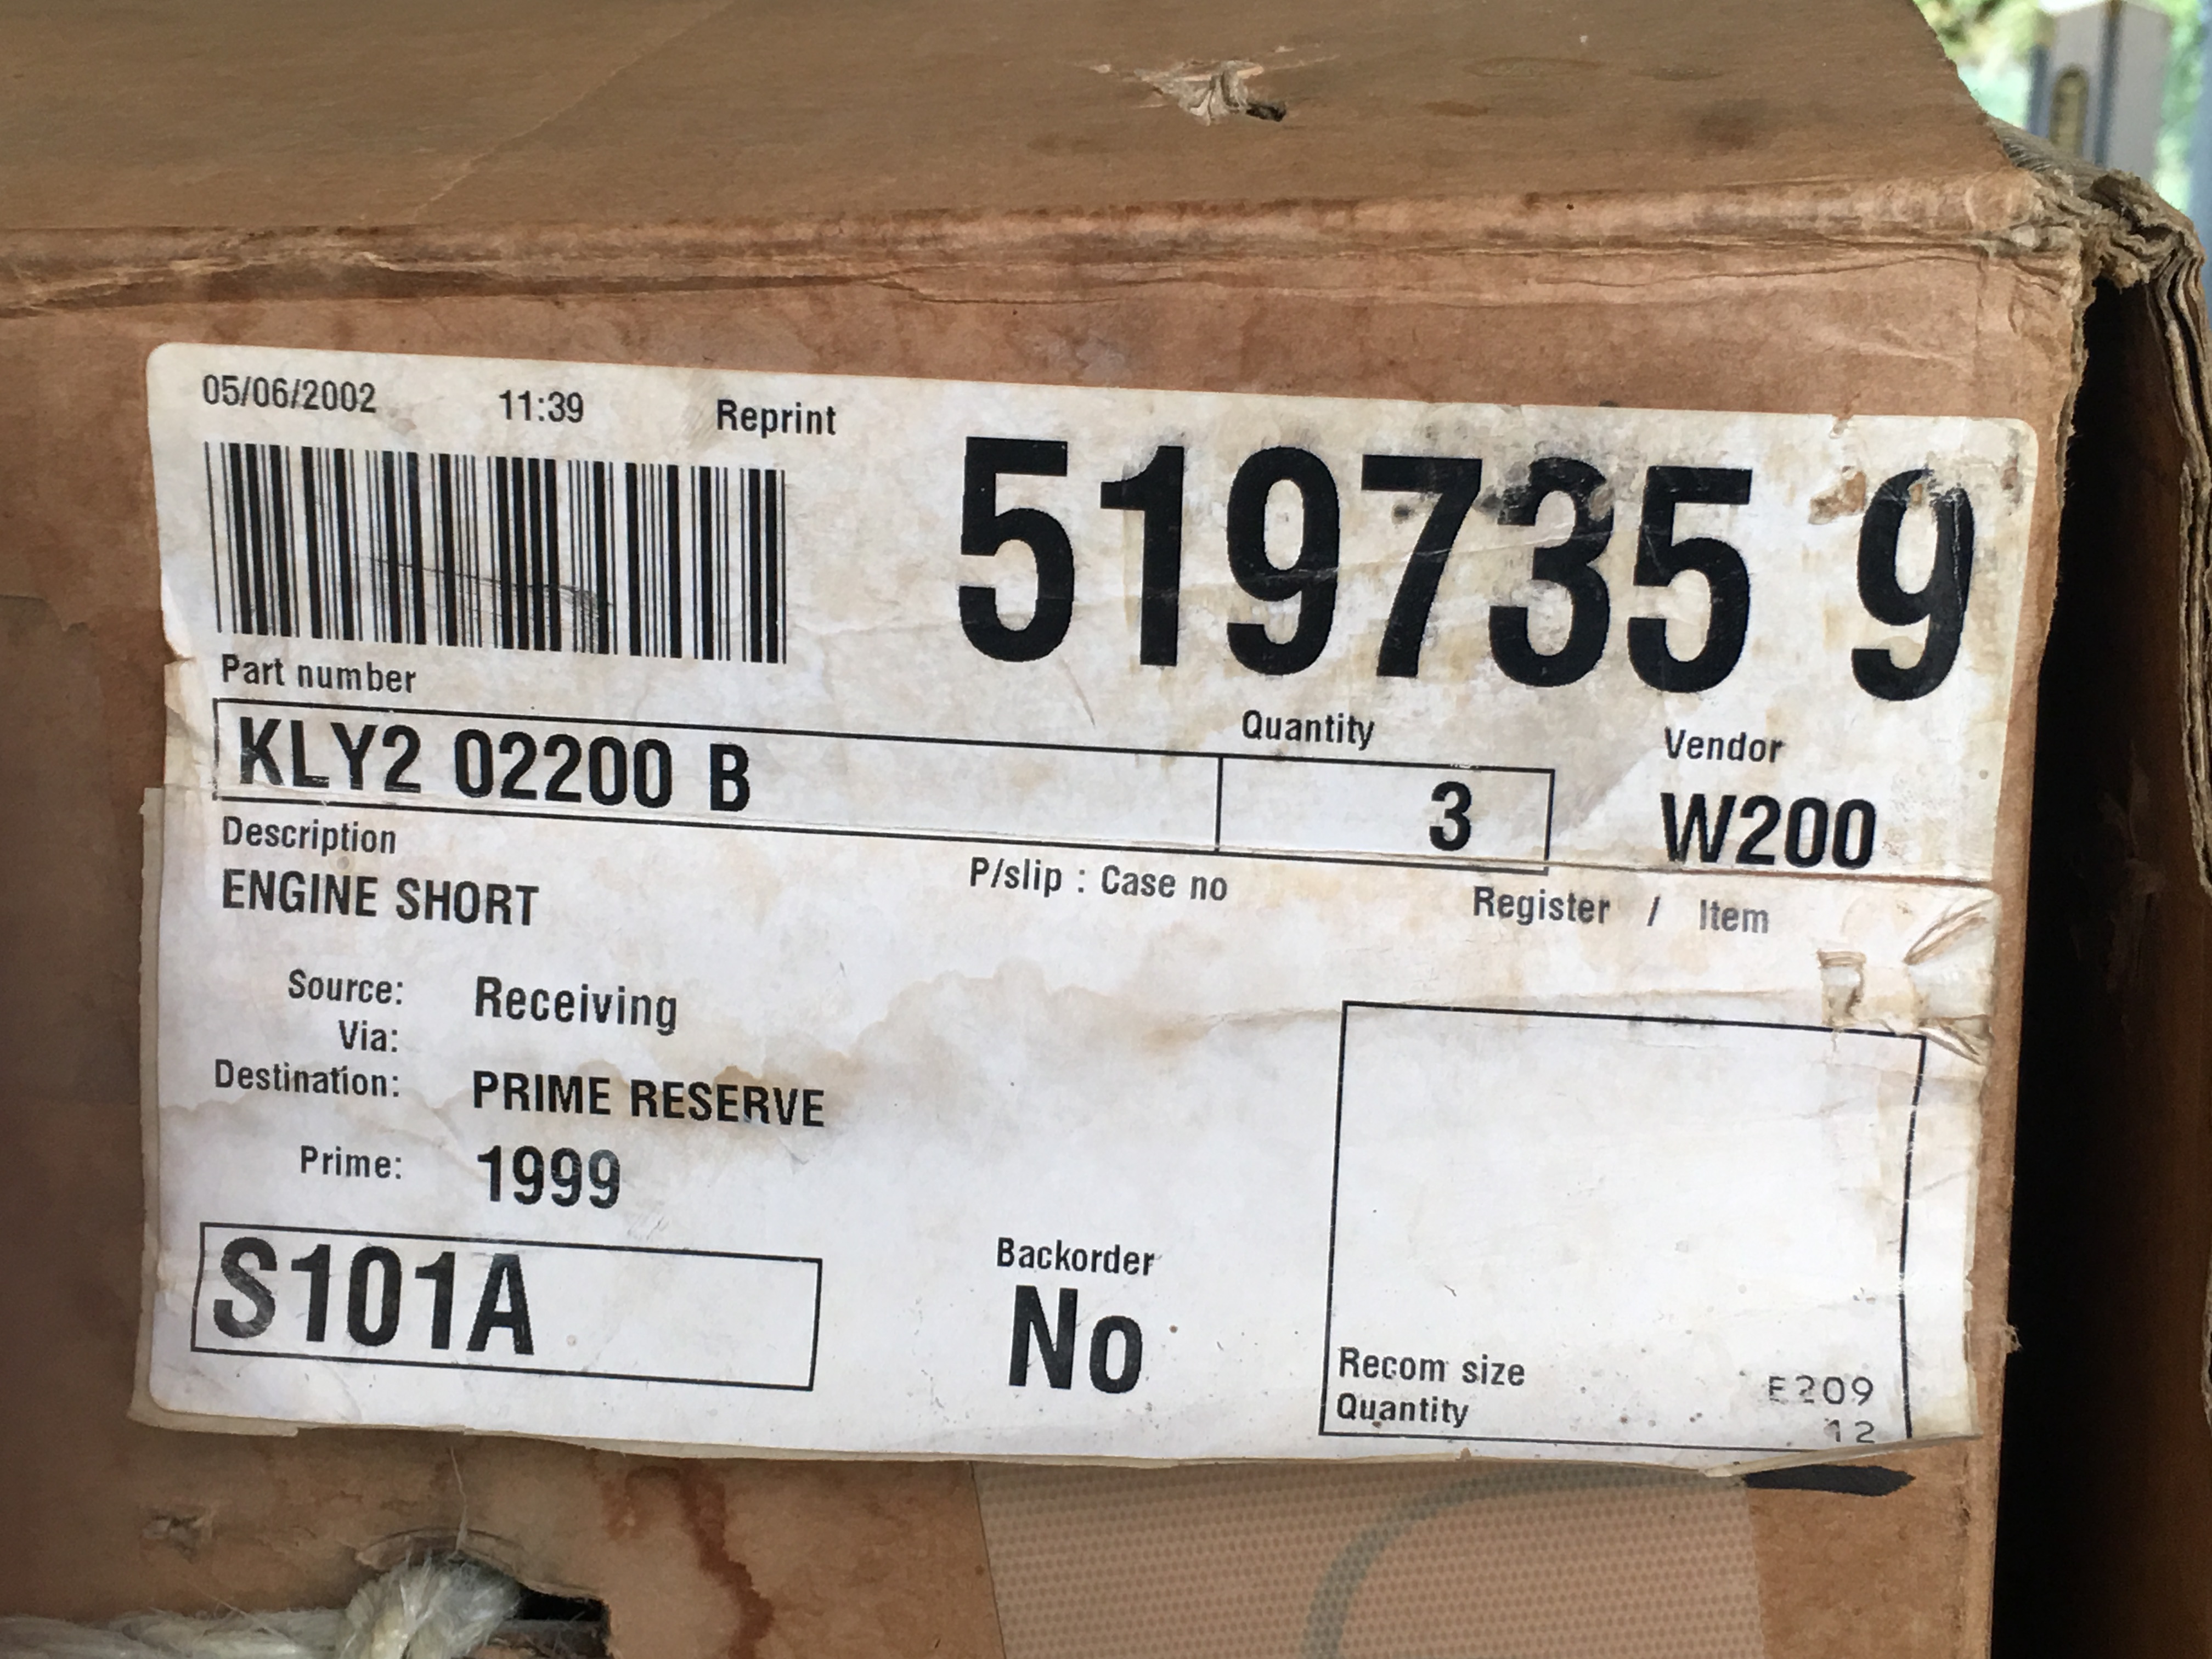 05/06/2002 11:39 Reprint
519735 9
Part number
Quantity
Vendor
KLY2 02200 B
3
W200
Description
P/slip : Case no
Register / Item
ENGINE SHORT
Source: Receiving
Via:
Destination: PRIME RESERVE
Prime: 1999
S101A
Backorder
No
Recom size E209
Quantity 12